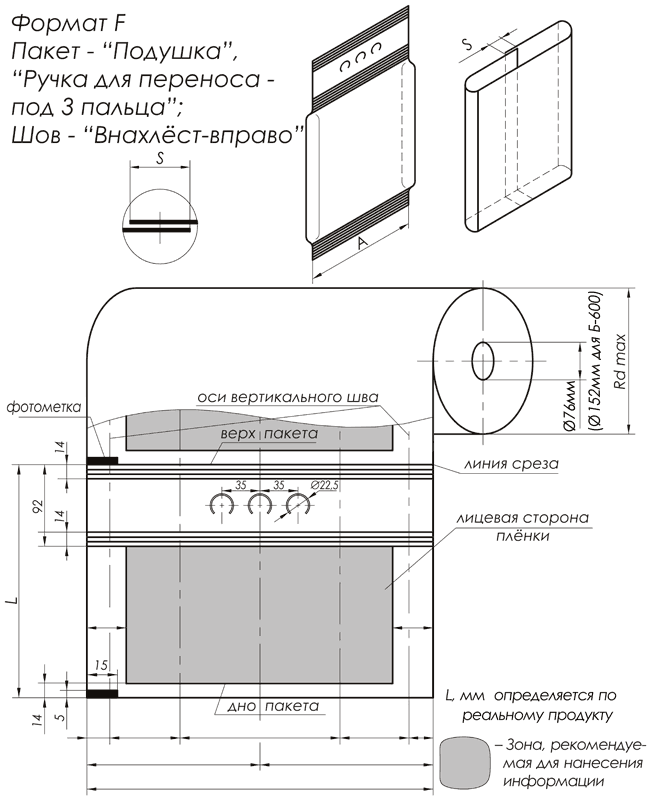 Формат F
Пакет - “Подушка”,
“Ручка для переноса -
под 3 пальца”;
Шов - “Внахлёст-вправо”
S
S
A
Rd max
Ø76мм
(Ø152мм для Б-600)
оси вертикального шва
фотометка
верх пакета
14
линия среза
35
35
Ø22,5
92
14
лицевая сторона
плёнки
L
15
14
5
дно пакета
L, мм определяется по
реальному продукту
– Зона, рекомендуе-
мая для нанесения
информации